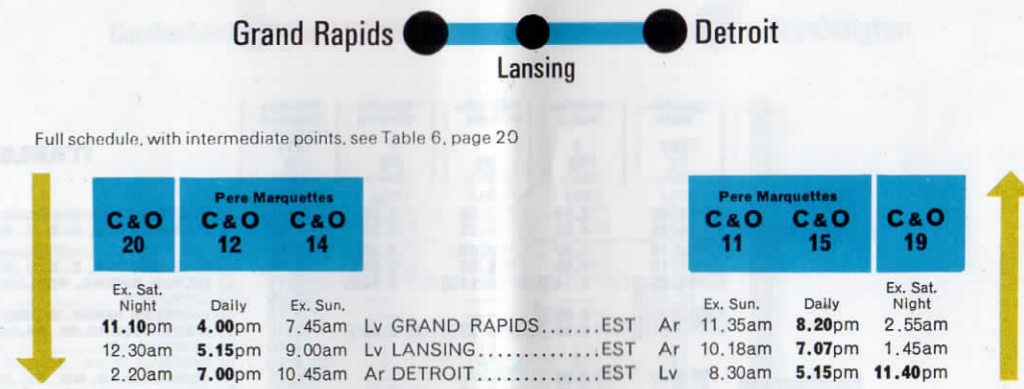 Grand Rapids Detroit
Lansing
Full schedule, with intermediate points, see Table 6, page 20
Pere Marquettes Pere Marquettes
C & O C & O C & O C & O C & O C & O
20 12 14 11 15 19
Ex. Sat. Ex. Sat.
Night Daily Ex. Sun. Ex. Sun. Daily Night
11.10pm 4.00pm 7.45am Lv GRAND RAPIDS.......EST Ar 11.35am 8.20pm 2.55am
12.30am 5.15pm 9.00am Lv LANSING..............EST Ar 10.18am 7.07pm 1.45am
2.20am 7.00pm 10.45am Ar DETROIT..............EST Lv 8.30am 5.15pm 11.40pm